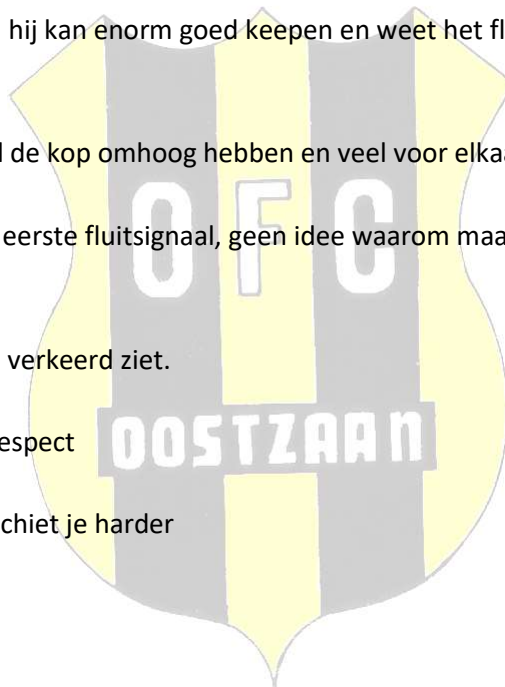 hij kan enorm goed keepen en weet het fl
d de kop omhoog hebben en veel voor elkaa
eerste fluitsignaal, geen idee waarom maa
OFC
verkeerd ziet.
espect
OOSTZAAN
chiet je harder